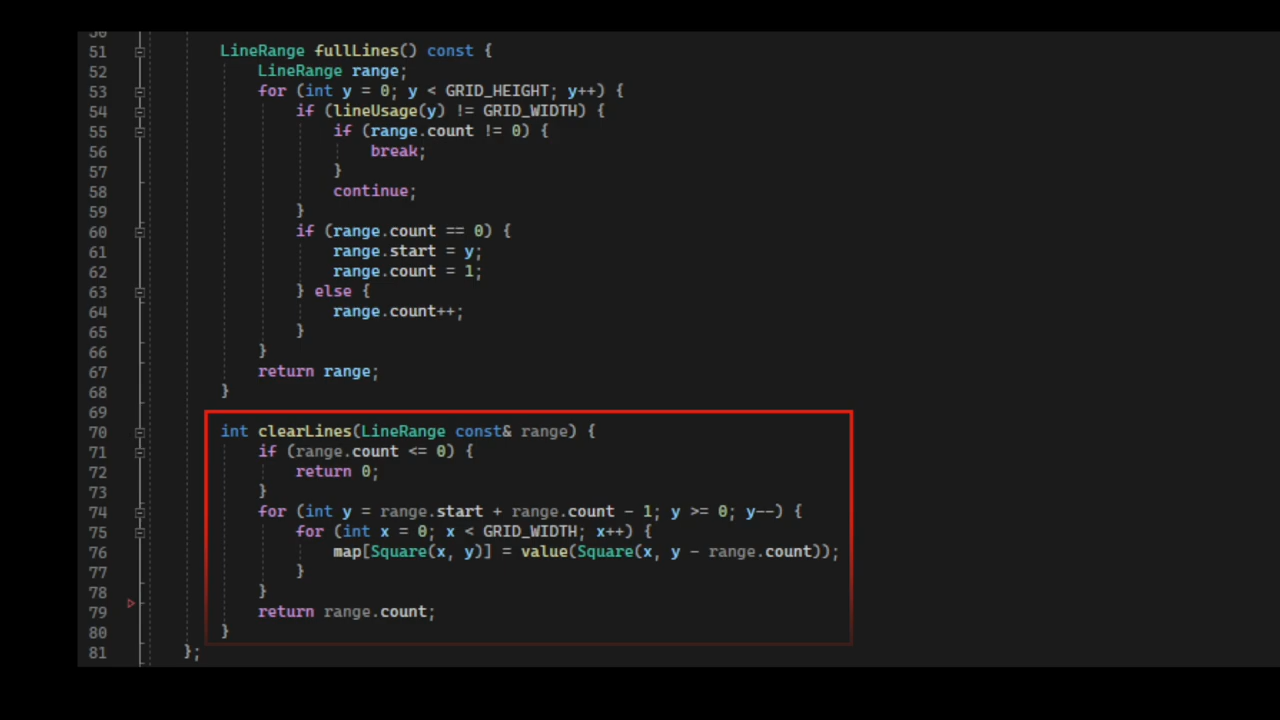 50
51 LineRange fullLines() const {
52 LineRange range;
53 for (int y = 0; y < GRID_HEIGHT; y++) {
54 if (lineUsage(y) != GRID_WIDTH) {
55 if (range.count != 0) {
56 break;
57 }
58 continue;
59 }
60 if (range.count == 0) {
61 range.start = y;
62 range.count = 1;
63 } else {
64 range.count++;
65 }
66 }
67 return range;
68 }
69
70 int clearLines(LineRange const& range) {
71 if (range.count <= 0) {
72 return 0;
73 }
74 for (int y = range.start + range.count - 1; y >= 0; y--) {
75 for (int x = 0; x < GRID_WIDTH; x++) {
76 map[Square(x, y)] = value(Square(x, y - range.count));
77 }
78 }
79 return range.count;
80 }
81 };